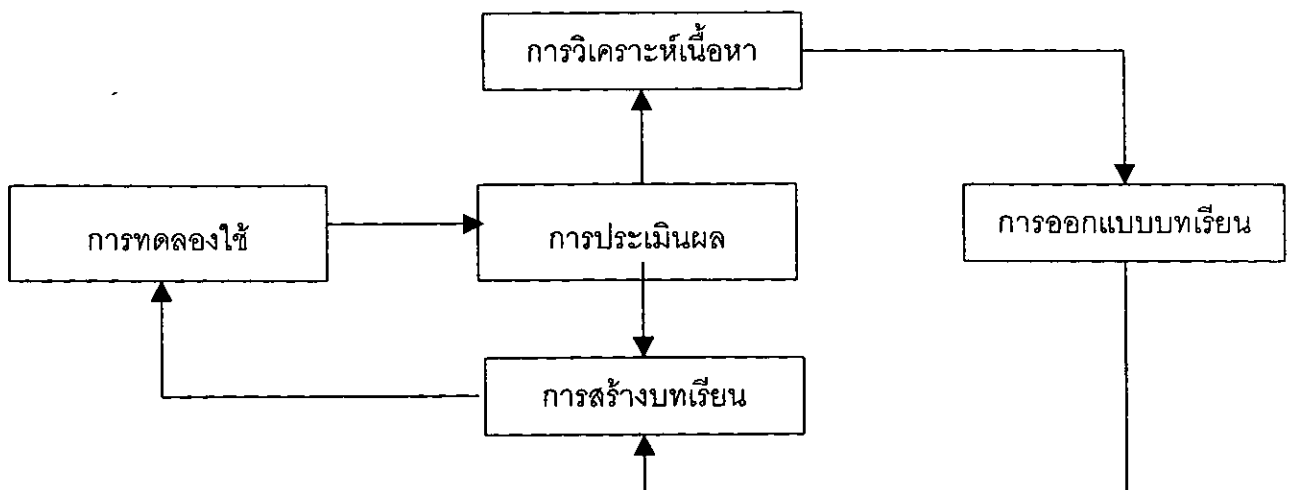 การวิเคราะห์เนื้อหา
การทดลองใช้
การประเมินผล
การออกแบบบทเรียน
การสร้างบทเรียน